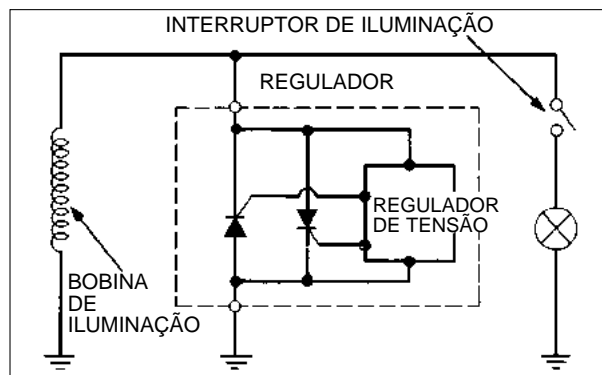 INTERRUPTOR DE ILUMINAÇÃO
REGULADOR
REGULADOR
DE TENSÃO
BOBINA
DE
ILUMINAÇÃO